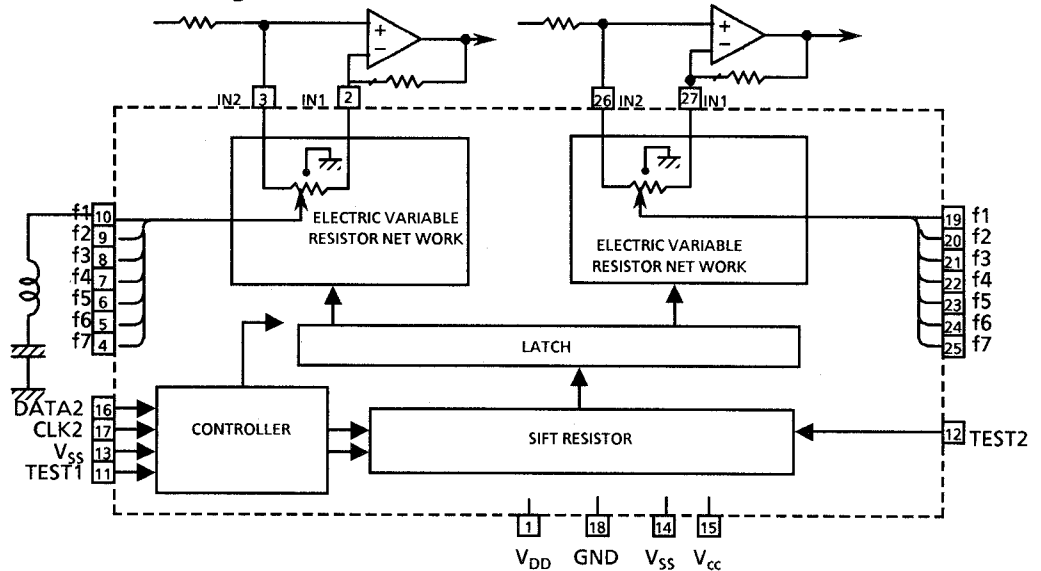 +
−
+
−
IN2 3 IN1 2
26 IN2 27 IN1
f1 10
f2 9
f3 8
f4 7
f5 6
f6 5
f7 4
ELECTRIC VARIABLE
RESISTOR NET WORK
ELECTRIC VARIABLE
RESISTOR NET WORK
19 f1
20 f2
21 f3
22 f4
23 f5
24 f6
25 f7
LATCH
DATA2 16
CLK2 17
VSS 13
TEST1 11
CONTROLLER
SIFT RESISTOR
12 TEST2
1 18 14 15
VDD GND VSS Vcc